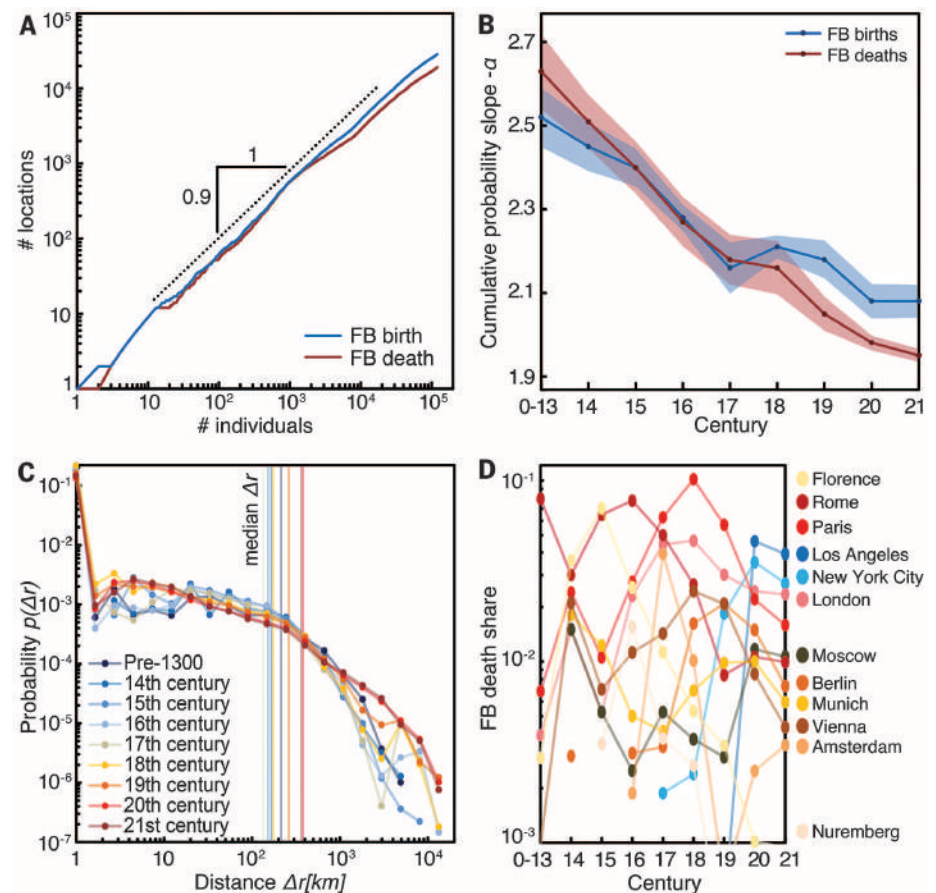 A
# locations
10^5
10^4
10^3
10^2
10
1
1
0.9
FB birth
FB death
1
10
10^2
10^3
10^4
10^5
# individuals
B
Cumulative probability slope -α
2.7
2.5
2.3
2.1
1.9
FB births
FB deaths
0-13
14
15
16
17
18
19
20
21
Century
C
Probability p(Δr)
10^-1
10^-2
10^-3
10^-4
10^-5
10^-6
10^-7
median Δr
Pre-1300
14th century
15th century
16th century
17th century
18th century
19th century
20th century
21st century
1
10
10^2
10^3
10^4
Distance Δr[km]
D
FB death share
10^-1
10^-2
10^-3
0-13
14
15
16
17
18
19
20
21
Century
Florence
Rome
Paris
Los Angeles
New York City
London
Moscow
Berlin
Munich
Vienna
Amsterdam
Nuremberg